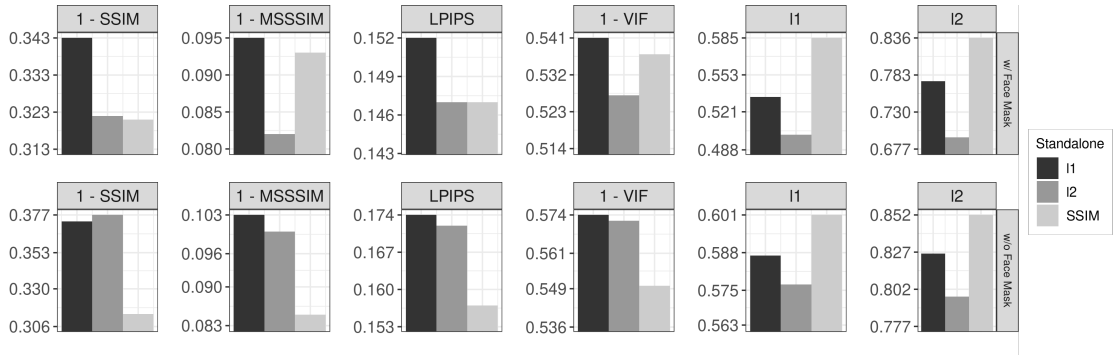 1 - SSIM
1 - MSSSIM
LPIPS
1 - VIF
l1
l2
0.343
0.333
0.323
0.313
0.095
0.090
0.085
0.080
0.152
0.149
0.146
0.143
0.541
0.532
0.523
0.514
0.585
0.553
0.521
0.488
0.836
0.783
0.730
0.677
w/ Face Mask
1 - SSIM
1 - MSSSIM
LPIPS
1 - VIF
l1
l2
0.377
0.353
0.330
0.306
0.103
0.096
0.090
0.083
0.174
0.167
0.160
0.153
0.574
0.561
0.549
0.536
0.601
0.588
0.575
0.563
0.852
0.827
0.802
0.777
w/o Face Mask
Standalone
l1
l2
SSIM